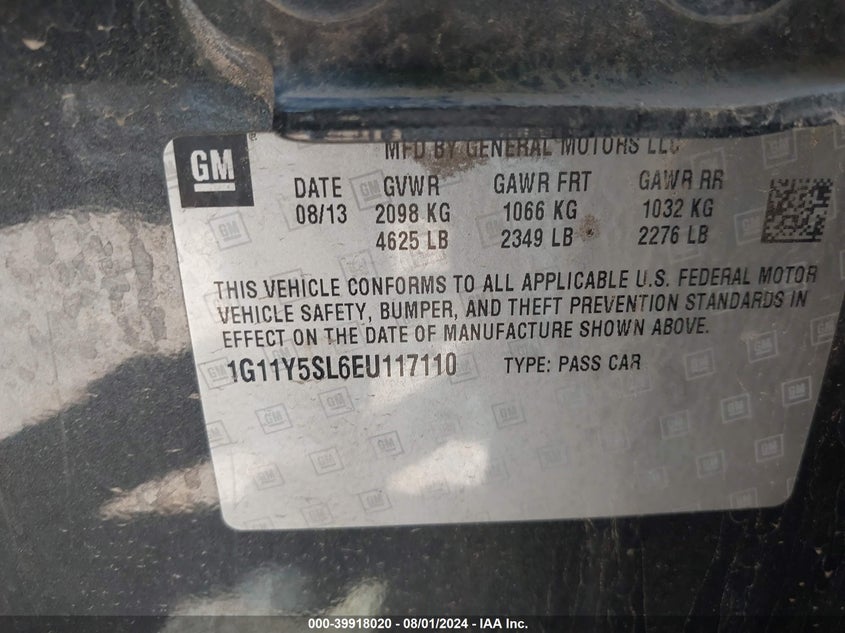 MFD BY GENERAL MOTORS LLC
GM
DATE GVWR GAWR FRT GAWR RR
08/13 2098 KG 1066 KG 1032 KG
4625 LB 2349 LB 2276 LB
THIS VEHICLE CONFORMS TO ALL APPLICABLE U.S. FEDERAL MOTOR
VEHICLE SAFETY, BUMPER, AND THEFT PREVENTION STANDARDS IN
EFFECT ON THE DATE OF MANUFACTURE SHOWN ABOVE.
1G11Y5SL6EU117110 TYPE: PASS CAR
000-39918020 - 08/01/2024 - IAA Inc.